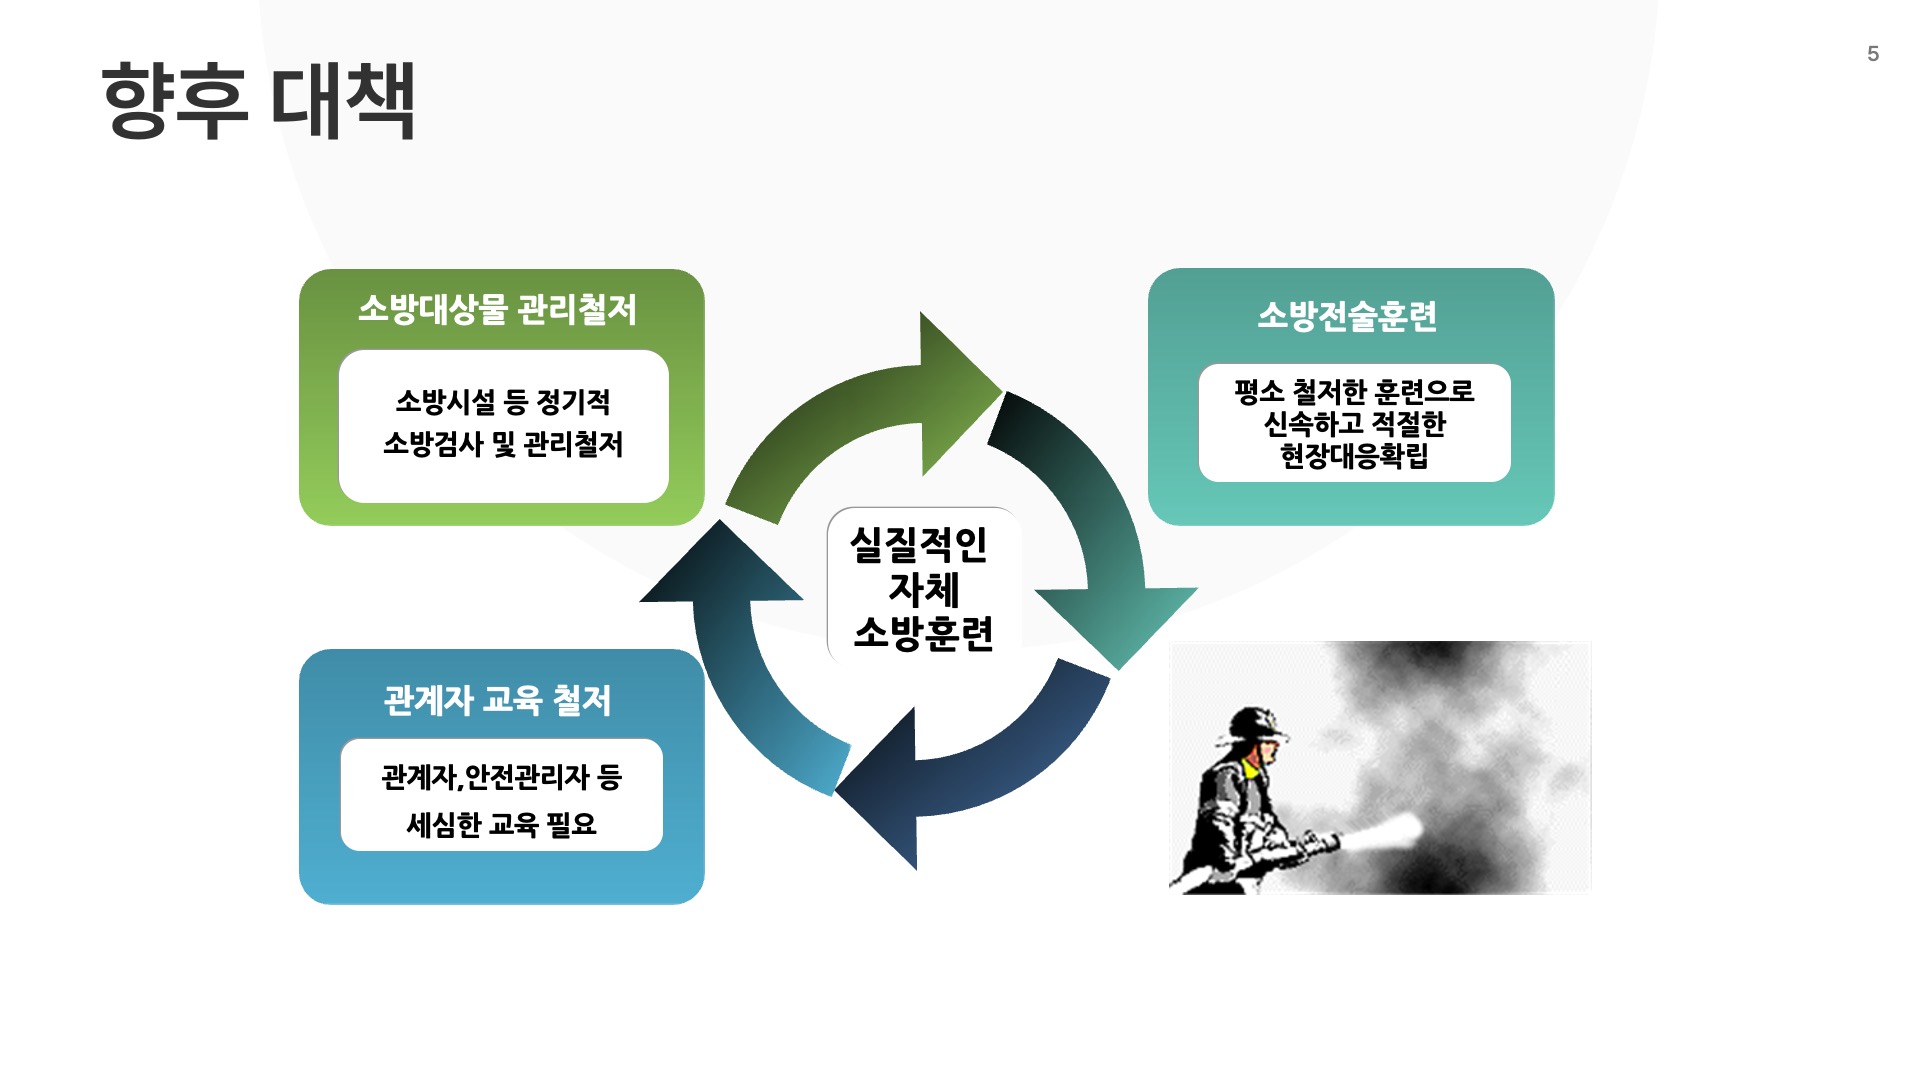 향후 대책
5
소방대상물 관리철저
소방시설 등 정기적
소방검사 및 관리철저
소방전술훈련
평소 철저한 훈련으로
신속하고 적절한
현장대응확립
실질적인
자체
소방훈련
관계자 교육 철저
관계자,안전관리자 등
세심한 교육 필요